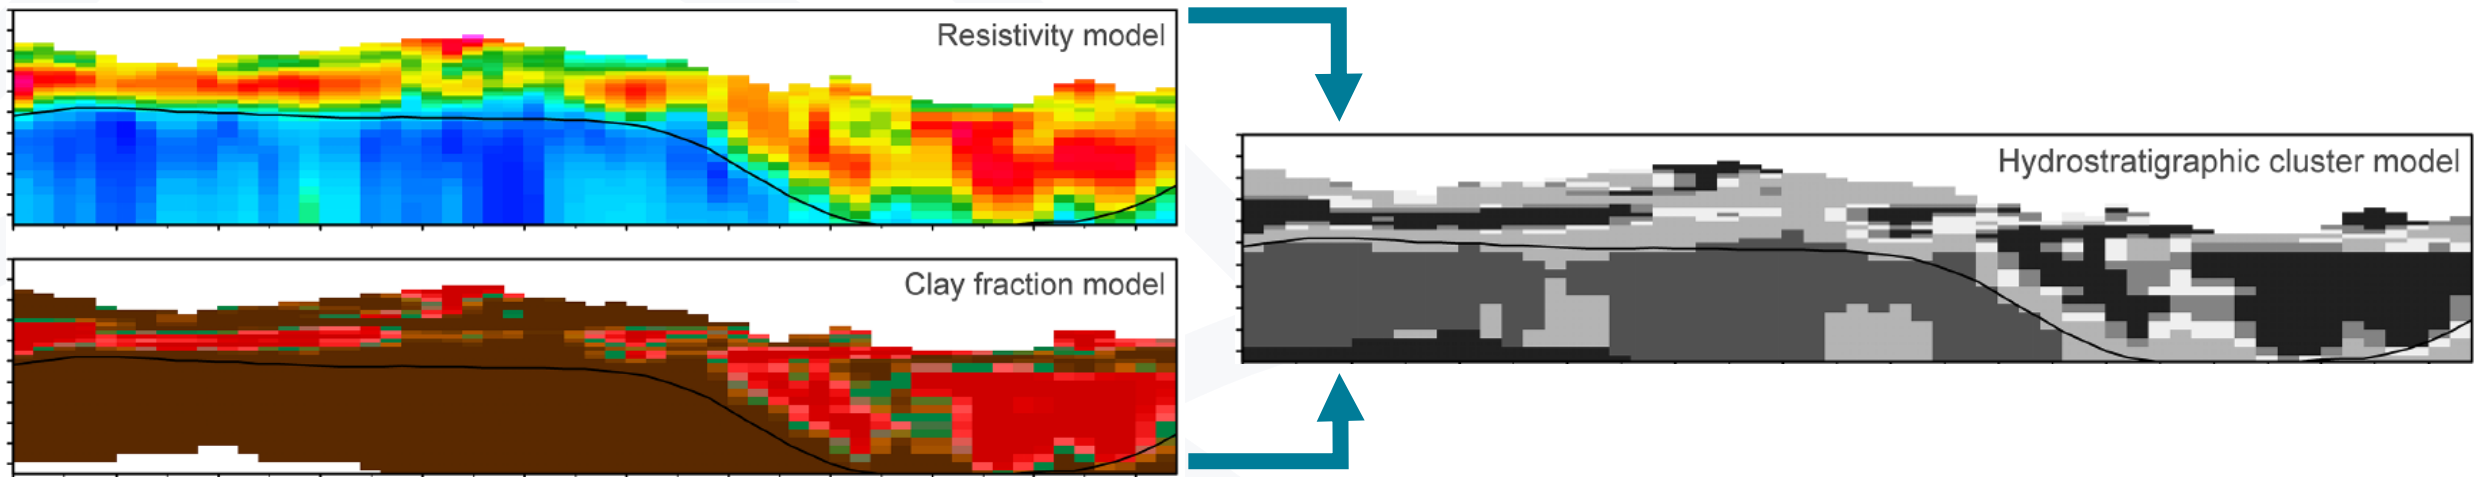 Resistivity model
Clay fraction model
Hydrostratigraphic cluster model